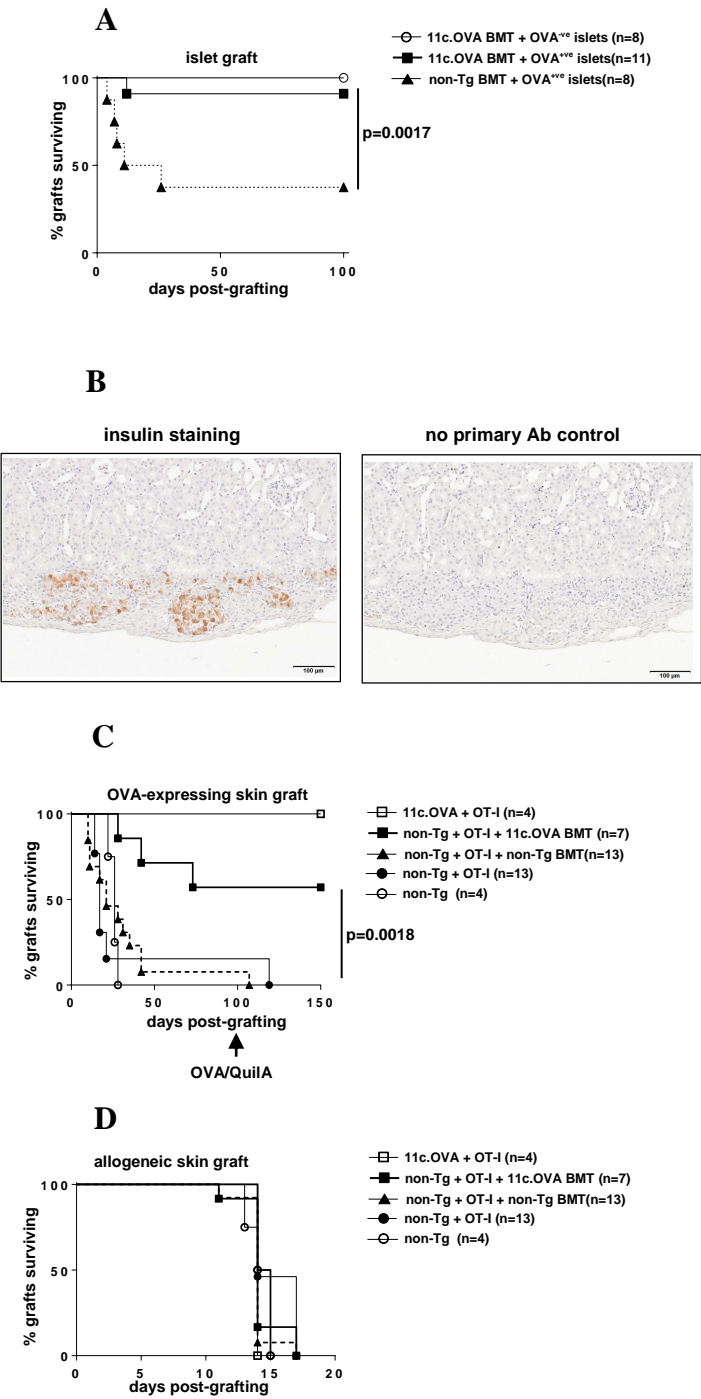 A
islet graft
11c.OVA BMT + OVA-ve islets (n=8)
11c.OVA BMT + OVA+ve islets(n=11)
non-Tg BMT + OVA+ve islets(n=8)
% grafts surviving
100
50
0
p=0.0017
0 50 100
days post-grafting
B
insulin staining
no primary Ab control
100 µm
100 µm
C
OVA-expressing skin graft
11c.OVA + OT-I (n=4)
non-Tg + OT-I + 11c.OVA BMT (n=7)
non-Tg + OT-I + non-Tg BMT(n=13)
non-Tg + OT-I (n=13)
non-Tg (n=4)
% grafts surviving
100
50
0
p=0.0018
0 50 100 150
days post-grafting
OVA/QuilA
D
allogeneic skin graft
11c.OVA + OT-I (n=4)
non-Tg + OT-I + 11c.OVA BMT (n=7)
non-Tg + OT-I + non-Tg BMT(n=13)
non-Tg + OT-I (n=13)
non-Tg (n=4)
% grafts surviving
100
50
0
0 5 10 15 20
days post-grafting